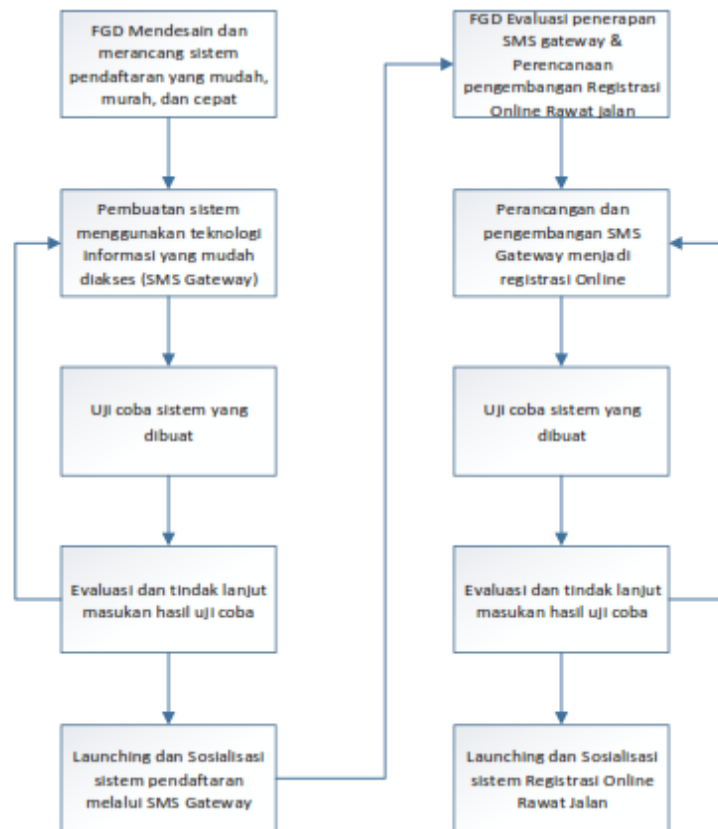 FGD Mendesain dan
merancang sistem
pendaftaran yang mudah,
murah, dan cepat
Pembuatan sistem
menggunakan teknologi
informasi yang mudah
diakses (SMS Gateway)
Uji coba sistem yang
dibuat
Evaluasi dan tindak lanjut
masukan hasil uji coba
Launching dan Sosialisasi
sistem pendaftaran
melalui SMS Gateway
FGD Evaluasi penerapan
SMS gateway &
Perencanaan
pengembangan Registrasi
Online Rawat Jalan
Perancangan dan
pengembangan SMS
Gateway menjadi
registrasi Online
Uji coba sistem yang
dibuat
Evaluasi dan tindak lanjut
masukan hasil uji coba
Launching dan Sosialisasi
sistem Registrasi Online
Rawat Jalan